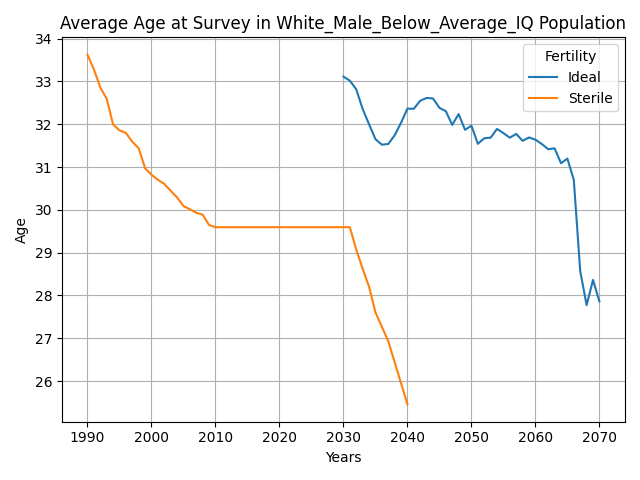 Average Age at Survey in White_Male_Below_Average_IQ Population
34
33
32
31
30
29
28
27
26
Age
Fertility
Ideal
Sterile
1990 2000 2010 2020 2030 2040 2050 2060 2070
Years